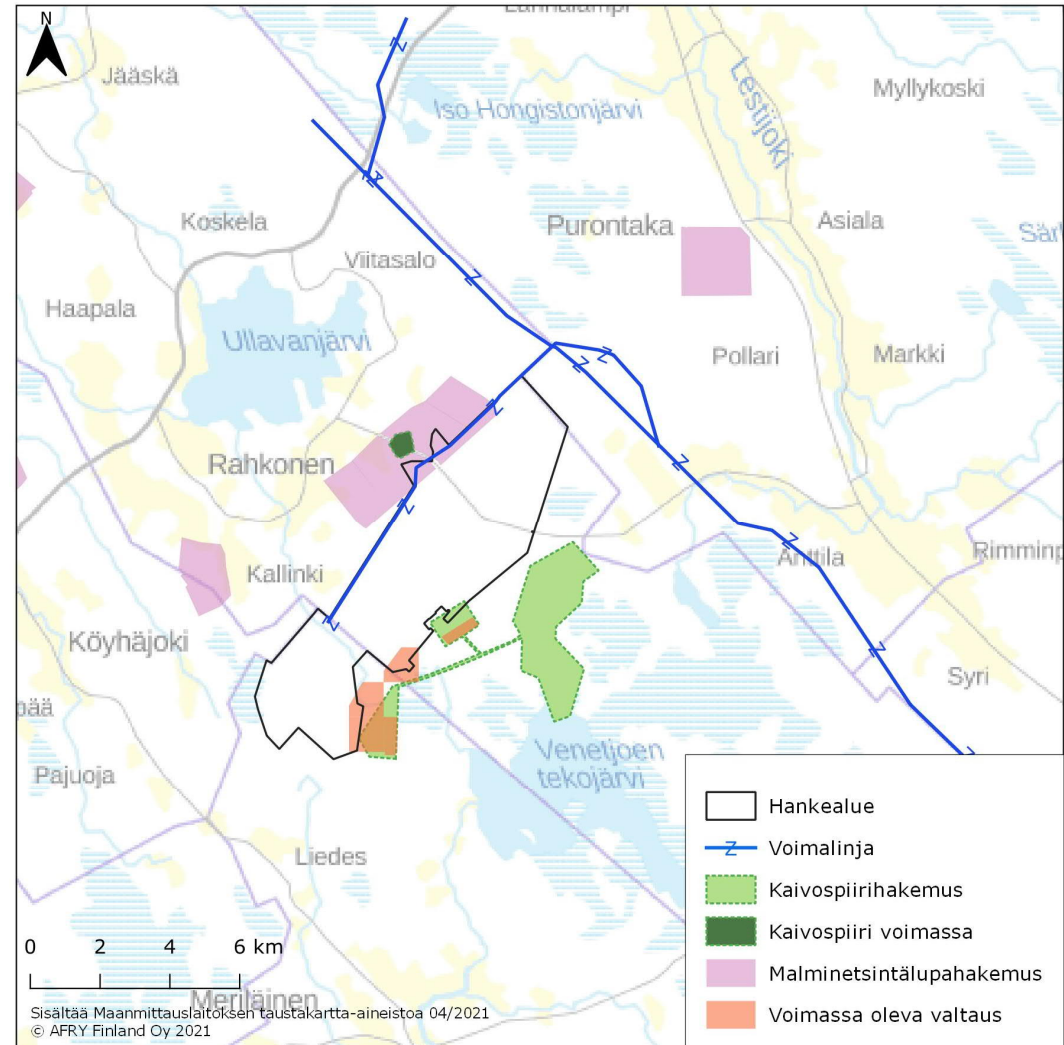 N
Jääskä
Iso Hongistonjärvi
Lestijoki
Myllykoski
Koskela
Purontaka
Asiala
Viitasalo
Haapala
Ullavanjärvi
Pollari
Markki
Rahkonen
Anttila
Kallinki
Köyhäjoki
Syri
Venetjoen
tekojärvi
Pajuoja
Liedes
Hankealue
Voimalinja
Kaivospiirihakemus
Kaivospiiri voimassa
Malminetsintälupahakemus
Voimassa oleva valtaus
0 2 4 6 km
Meriläinen
Sisältää Maanmittauslaitoksen taustakartta-aineistoa 04/2021
© AFRY Finland Oy 2021